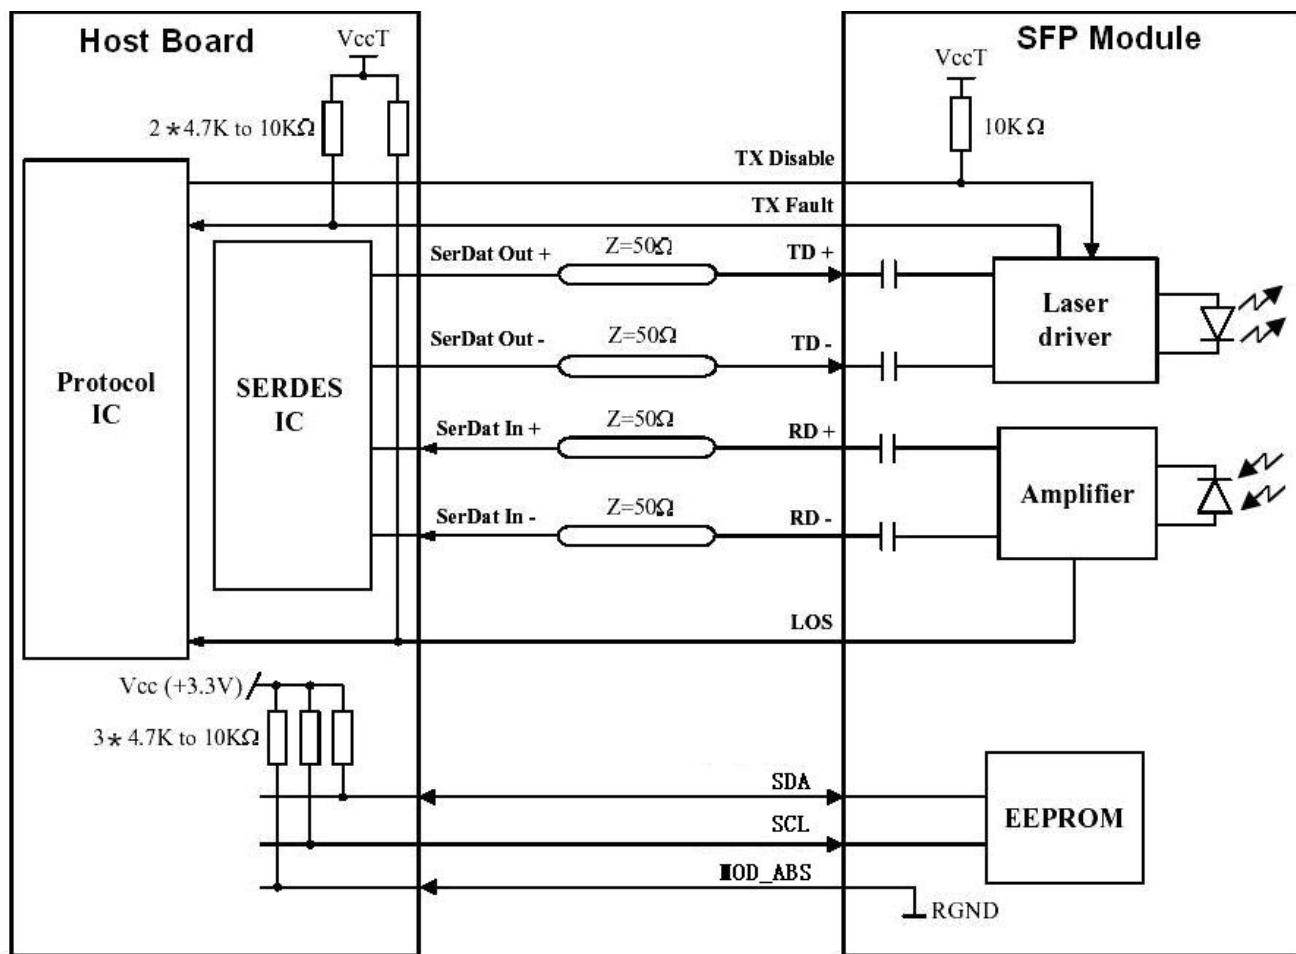 Host Board
SFP Module
VccT
VccT
2*4.7K to 10KΩ
10KΩ
TX Disable
TX Fault
SerDat Out +
Z=50Ω
TD +
Laser
driver
SerDat Out -
Z=50Ω
TD -
Protocol
IC
SERDES
IC
SerDat In +
Z=50Ω
RD +
Amplifier
SerDat In -
Z=50Ω
RD -
LOS
Vcc (+3.3V)
3*4.7K to 10KΩ
SDA
EEPROM
SCL
MOD_ABS
RGND